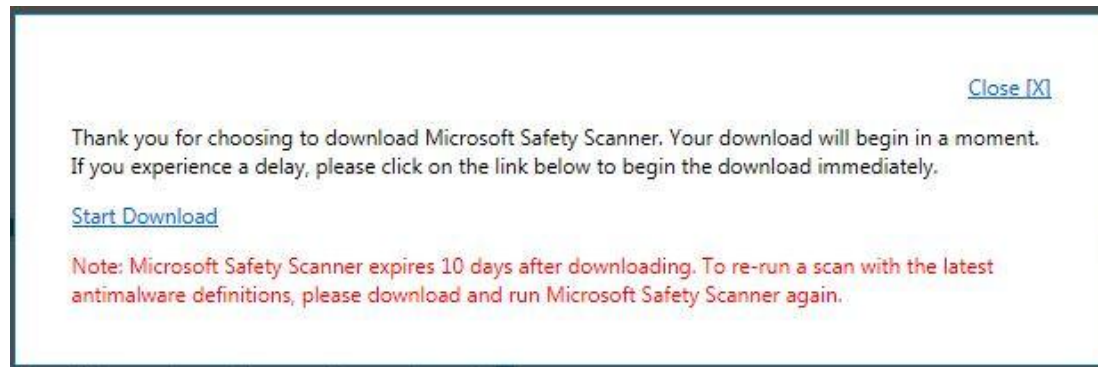 Close [X]
Thank you for choosing to download Microsoft Safety Scanner. Your download will begin in a moment.
If you experience a delay, please click on the link below to begin the download immediately.
Start Download
Note: Microsoft Safety Scanner expires 10 days after downloading. To re-run a scan with the latest
antimalware definitions, please download and run Microsoft Safety Scanner again.